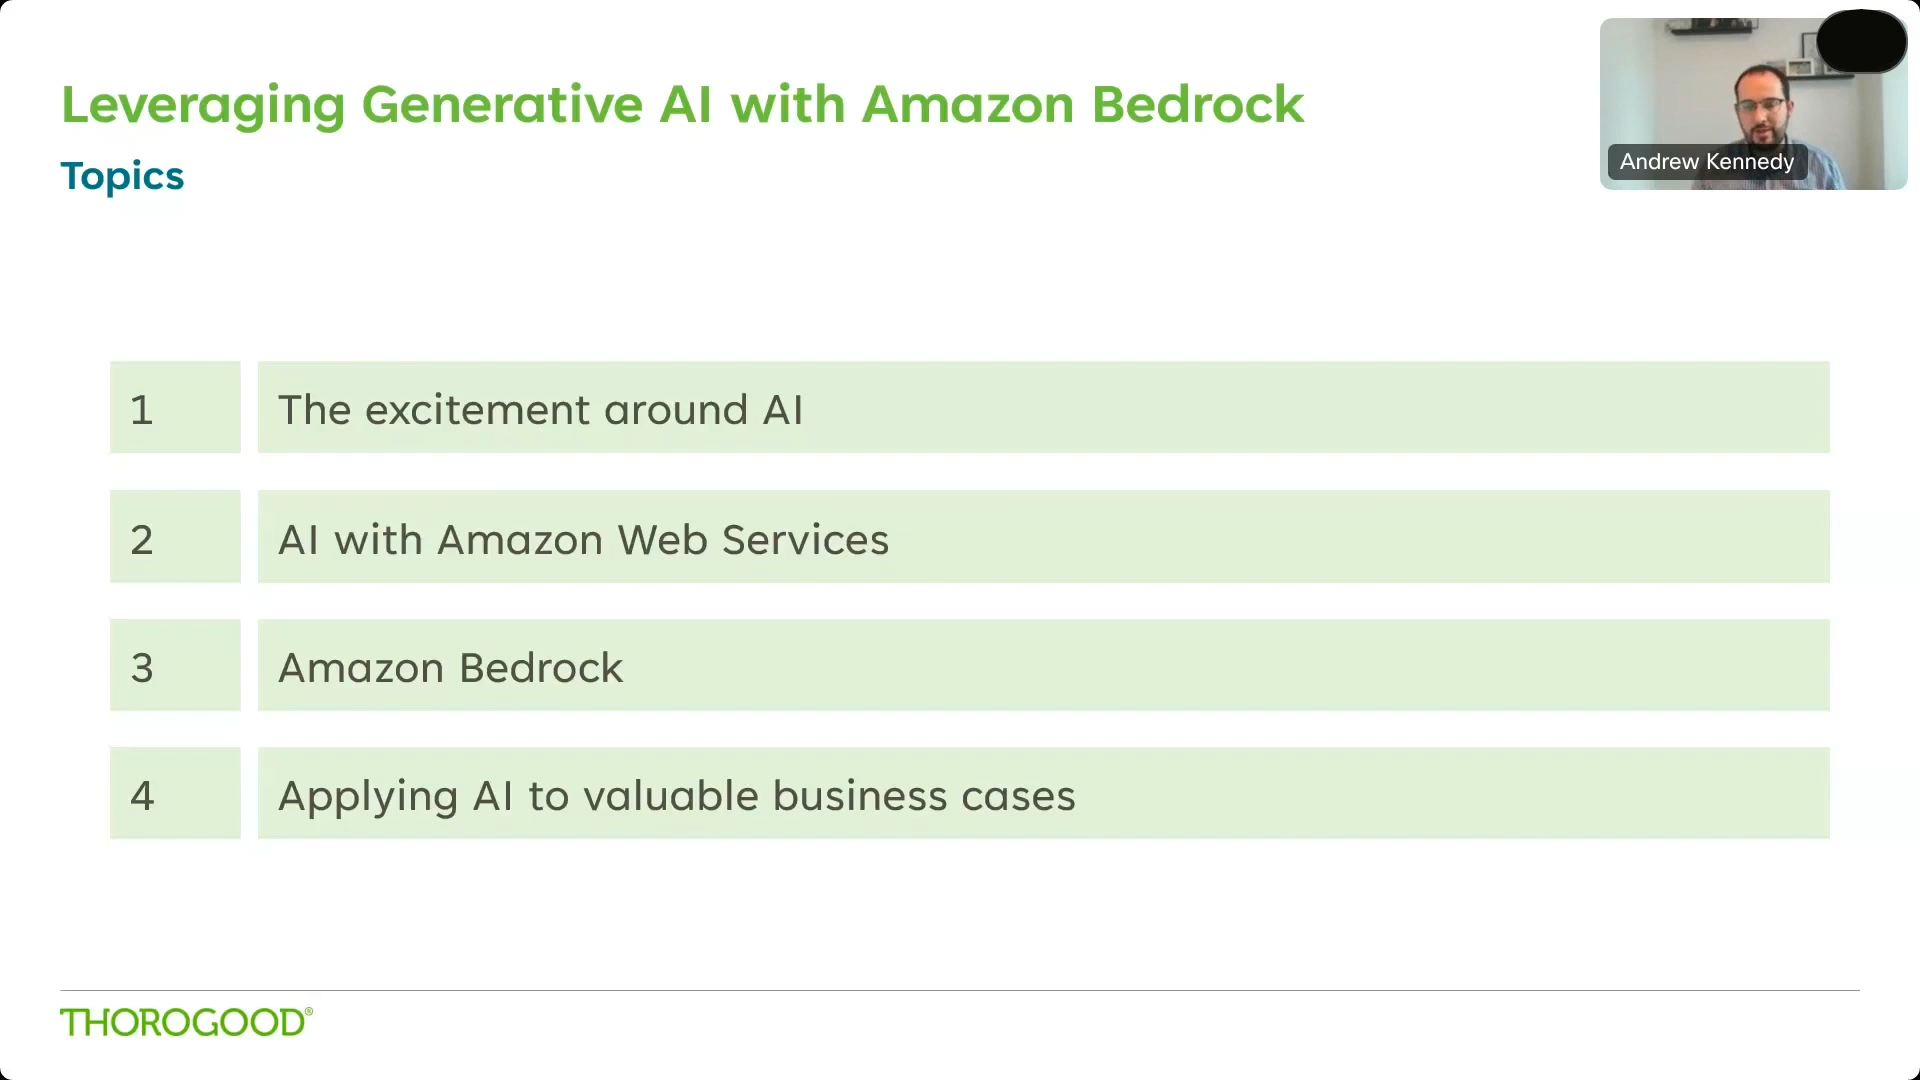 Leveraging Generative AI with Amazon Bedrock
Topics
Andrew Kennedy
1 The excitement around AI
2 AI with Amazon Web Services
3 Amazon Bedrock
4 Applying AI to valuable business cases
THOROGOOD®